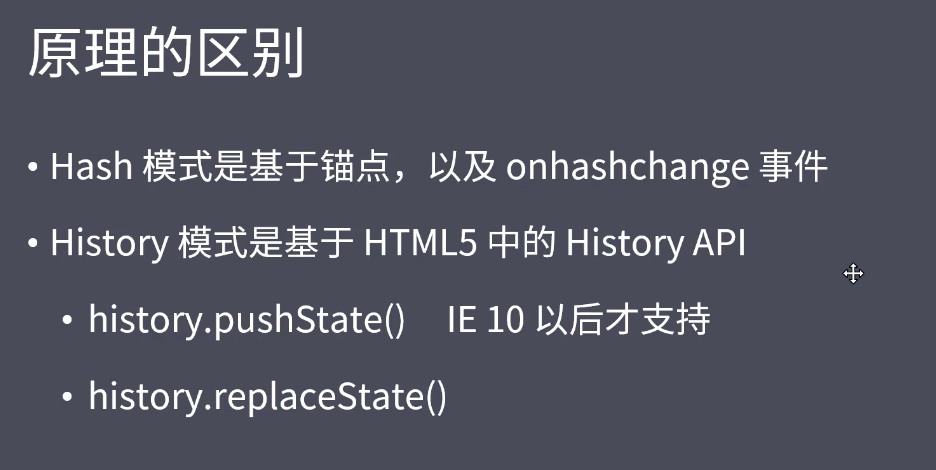 原理的区别
• Hash 模式是基于锚点，以及 onhashchange 事件
• History 模式是基于 HTML5 中的 History API
• history.pushState() IE 10 以后才支持
• history.replaceState()